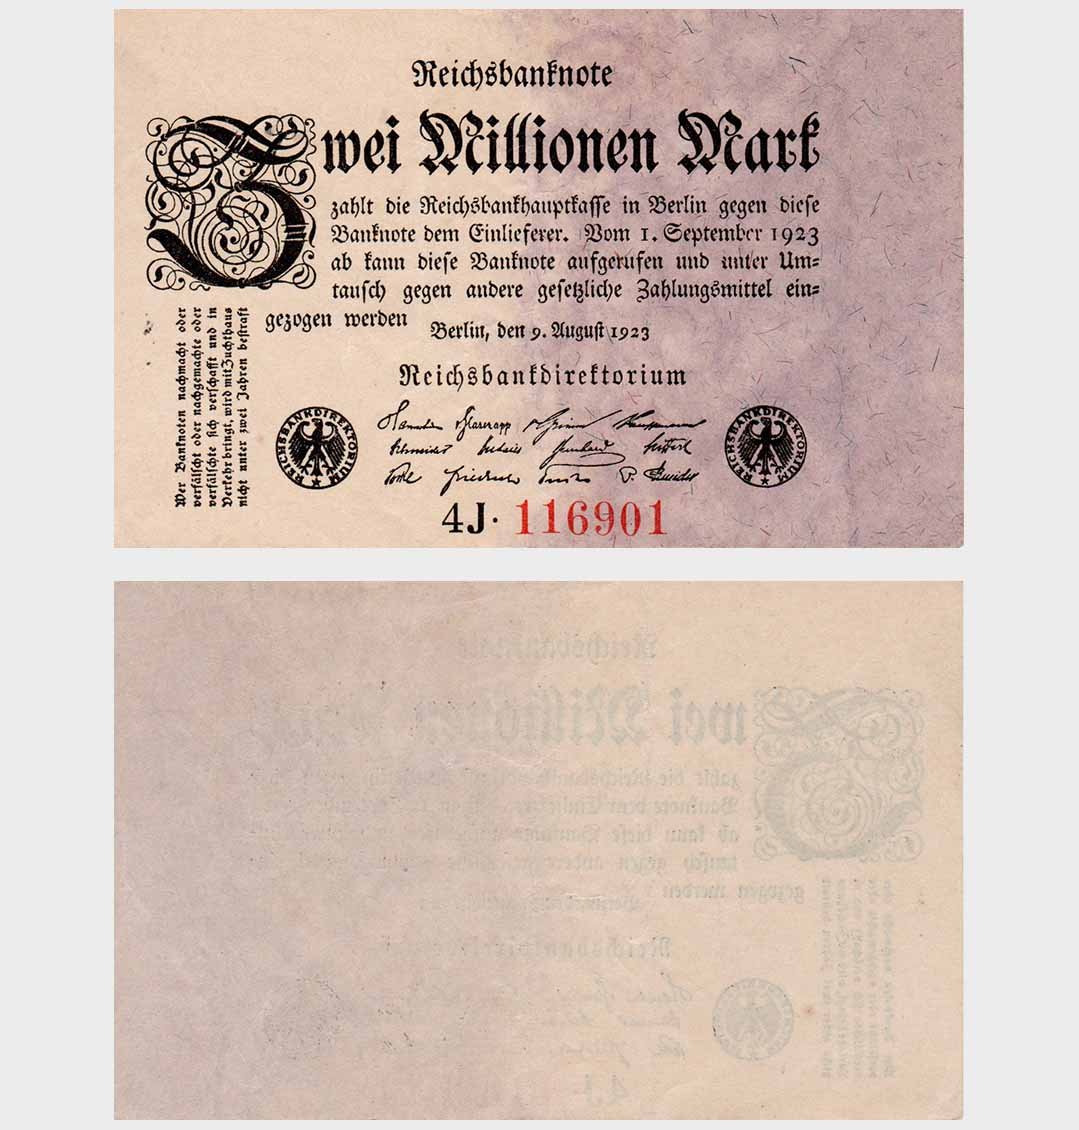 Reichsbanknote
Zwei Millionen Mark
zahlt die Reichsbankhauptkasse in Berlin gegen diese
Banknote dem Einlieferer. Vom 1. September 1923
ab kann diese Banknote aufgerufen und unter Um=
tausch gegen andere gesetzliche Zahlungsmittel ein=
gezogen werden
Berlin, den 9. August 1923
Reichsbankdirektorium
Wer Banknoten nachmacht oder
verfälscht oder nachgemachte oder
verfälschte sich verschafft und in
Verkehr bringt, wird mit Zuchthaus
nicht unter zwei Jahren bestraft
REICHSBANKDIREKTORIUM
REICHSBANKDIREKTORIUM
Schneider
Friedrich
4J· 116901